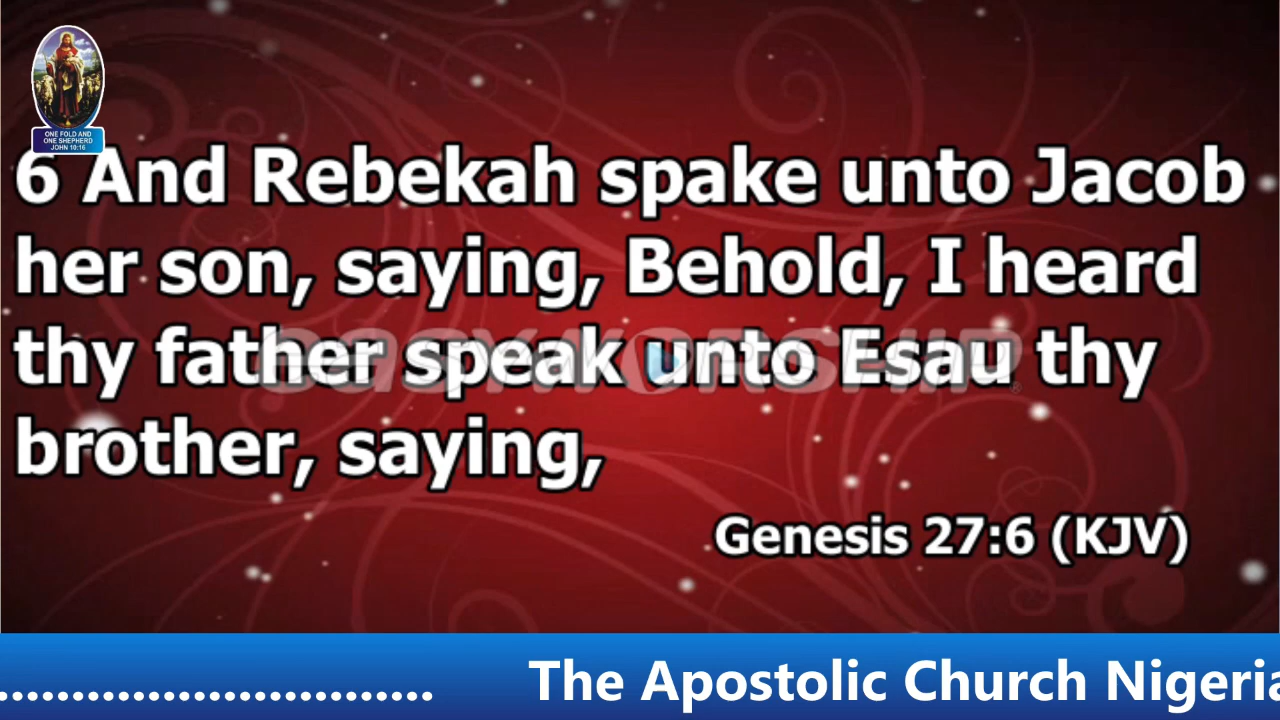 ONE FOLD AND
ONE SHEPHERD
JOHN 10:16
6 And Rebekah spake unto Jacob
her son, saying, Behold, I heard
thy father speak unto Esau thy
brother, saying,
EASYWORSHIP
Genesis 27:6 (KJV)
............................. The Apostolic Church Nigeria